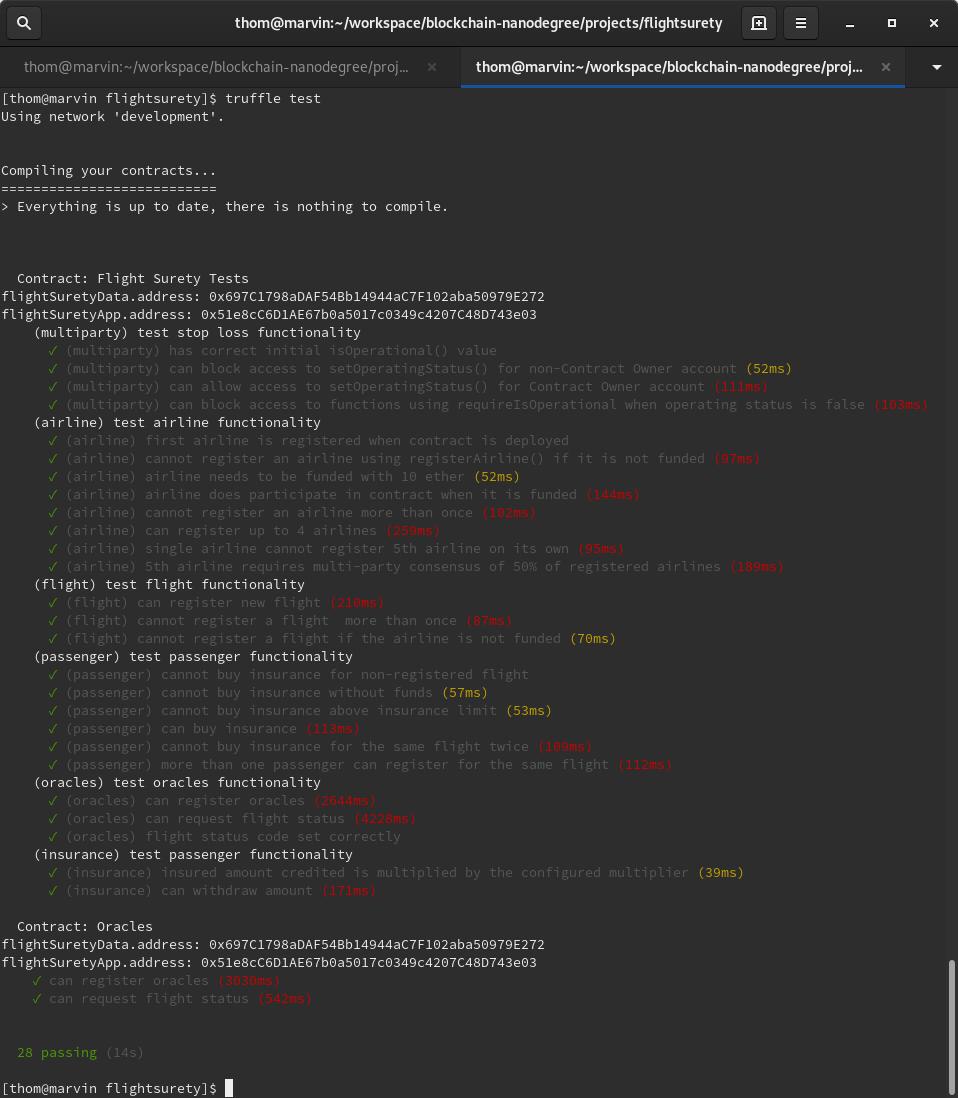 thom@marvin:~/workspace/blockchain-nanodegree/projects/flightsurety
thom@marvin:~/workspace/blockchain-nanodegree/proj...
thom@marvin:~/workspace/blockchain-nanodegree/proj...
[thom@marvin flightsurety]$ truffle test
Using network 'development'.
Compiling your contracts...
===========================
> Everything is up to date, there is nothing to compile.
Contract: Flight Surety Tests
flightSuretyData.address: 0x697C1798aDAF54Bb14944aC7F102aba50979E272
flightSuretyApp.address: 0x51e8cC6D1AE67b0a5017c0349c4207C48D743e03
(multiparty) test stop loss functionality
✓ (multiparty) has correct initial isOperational() value
✓ (multiparty) can block access to setOperatingStatus() for non-Contract Owner account (52ms)
✓ (multiparty) can allow access to setOperatingStatus() for Contract Owner account (111ms)
✓ (multiparty) can block access to functions using requireIsOperational when operating status is false (103ms)
(airline) test airline functionality
✓ (airline) first airline is registered when contract is deployed
✓ (airline) cannot register an airline using registerAirline() if it is not funded (97ms)
✓ (airline) airline needs to be funded with 10 ether (52ms)
✓ (airline) airline does participate in contract when it is funded (144ms)
✓ (airline) cannot register an airline more than once (102ms)
✓ (airline) can register up to 4 airlines (259ms)
✓ (airline) single airline cannot register 5th airline on its own (95ms)
✓ (airline) 5th airline requires multi-party consensus of 50% of registered airlines (189ms)
(flight) test flight functionality
✓ (flight) can register new flight (210ms)
✓ (flight) cannot register a flight  more than once (87ms)
✓ (flight) cannot register a flight if the airline is not funded (70ms)
(passenger) test passenger functionality
✓ (passenger) cannot buy insurance for non-registered flight
✓ (passenger) cannot buy insurance without funds (57ms)
✓ (passenger) cannot buy insurance above insurance limit (53ms)
✓ (passenger) can buy insurance (113ms)
✓ (passenger) cannot buy insurance for the same flight twice (109ms)
✓ (passenger) more than one passenger can register for the same flight (112ms)
(oracles) test oracles functionality
✓ (oracles) can register oracles (2644ms)
✓ (oracles) can request flight status (4228ms)
✓ (oracles) flight status code set correctly
(insurance) test passenger functionality
✓ (insurance) insured amount credited is multiplied by the configured multiplier (39ms)
✓ (insurance) can withdraw amount (171ms)
Contract: Oracles
flightSuretyData.address: 0x697C1798aDAF54Bb14944aC7F102aba50979E272
flightSuretyApp.address: 0x51e8cC6D1AE67b0a5017c0349c4207C48D743e03
✓ can register oracles (3030ms)
✓ can request flight status (542ms)
28 passing (14s)
[thom@marvin flightsurety]$